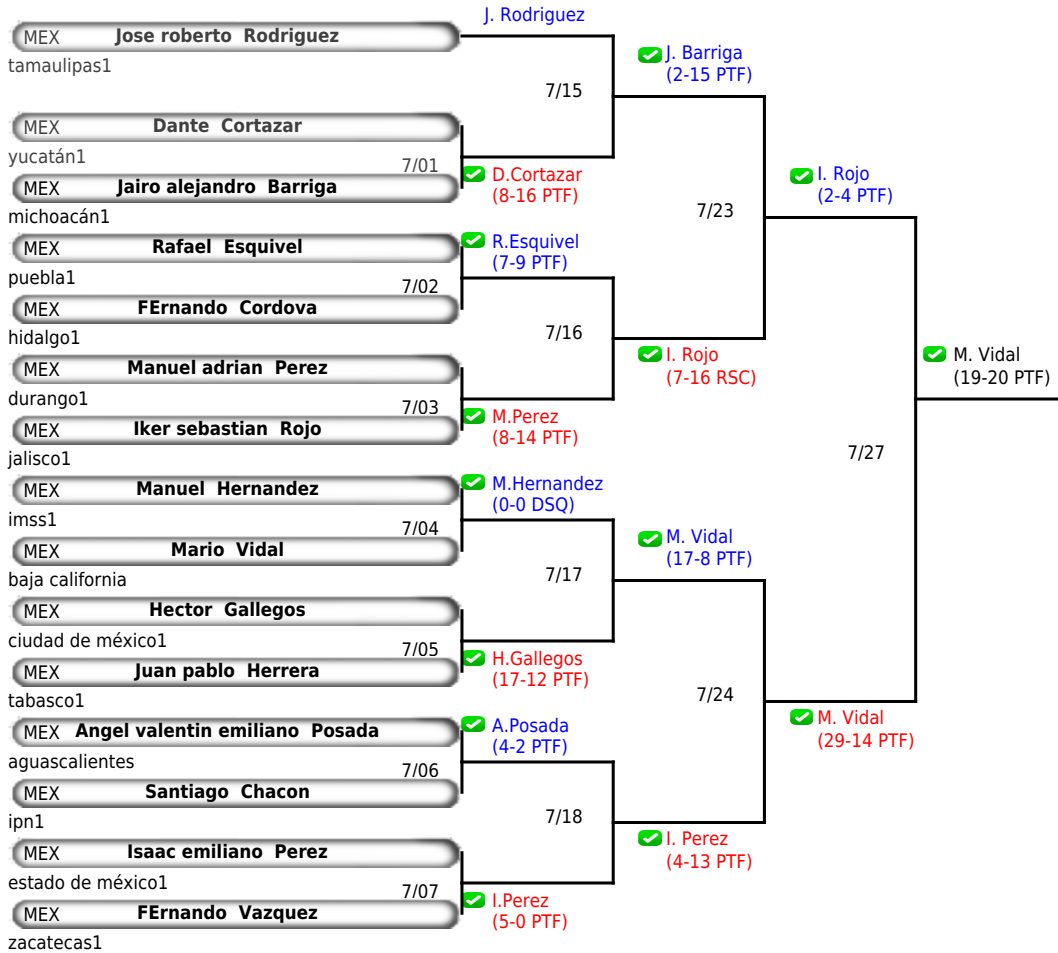 J. Rodriguez
MEX Jose roberto Rodriguez
tamaulipas1
7/15
J. Barriga
(2-15 PTF)
MEX Dante Cortazar
yucatán1
7/01
MEX Jairo alejandro Barriga
michoacán1
D.Cortazar
(8-16 PTF)
7/23
I. Rojo
(2-4 PTF)
MEX Rafael Esquivel
puebla1
R.Esquivel
(7-9 PTF)
7/02
MEX FErnando Cordova
hidalgo1
7/16
I. Rojo
(7-16 RSC)
MEX Manuel adrian Perez
durango1
7/03
MEX Iker sebastian Rojo
jalisco1
M.Perez
(8-14 PTF)
M. Vidal
(19-20 PTF)
7/27
MEX Manuel Hernandez
imss1
M.Hernandez
(0-0 DSQ)
7/04
MEX Mario Vidal
baja california
7/17
M. Vidal
(17-8 PTF)
MEX Hector Gallegos
ciudad de méxico1
7/05
MEX Juan pablo Herrera
tabasco1
H.Gallegos
(17-12 PTF)
7/24
M. Vidal
(29-14 PTF)
MEX Angel valentin emiliano Posada
aguascalientes
A.Posada
(4-2 PTF)
7/06
MEX Santiago Chacon
ipn1
7/18
I. Perez
(4-13 PTF)
MEX Isaac emiliano Perez
estado de méxico1
7/07
MEX FErnando Vazquez
zacatecas1
I.Perez
(5-0 PTF)